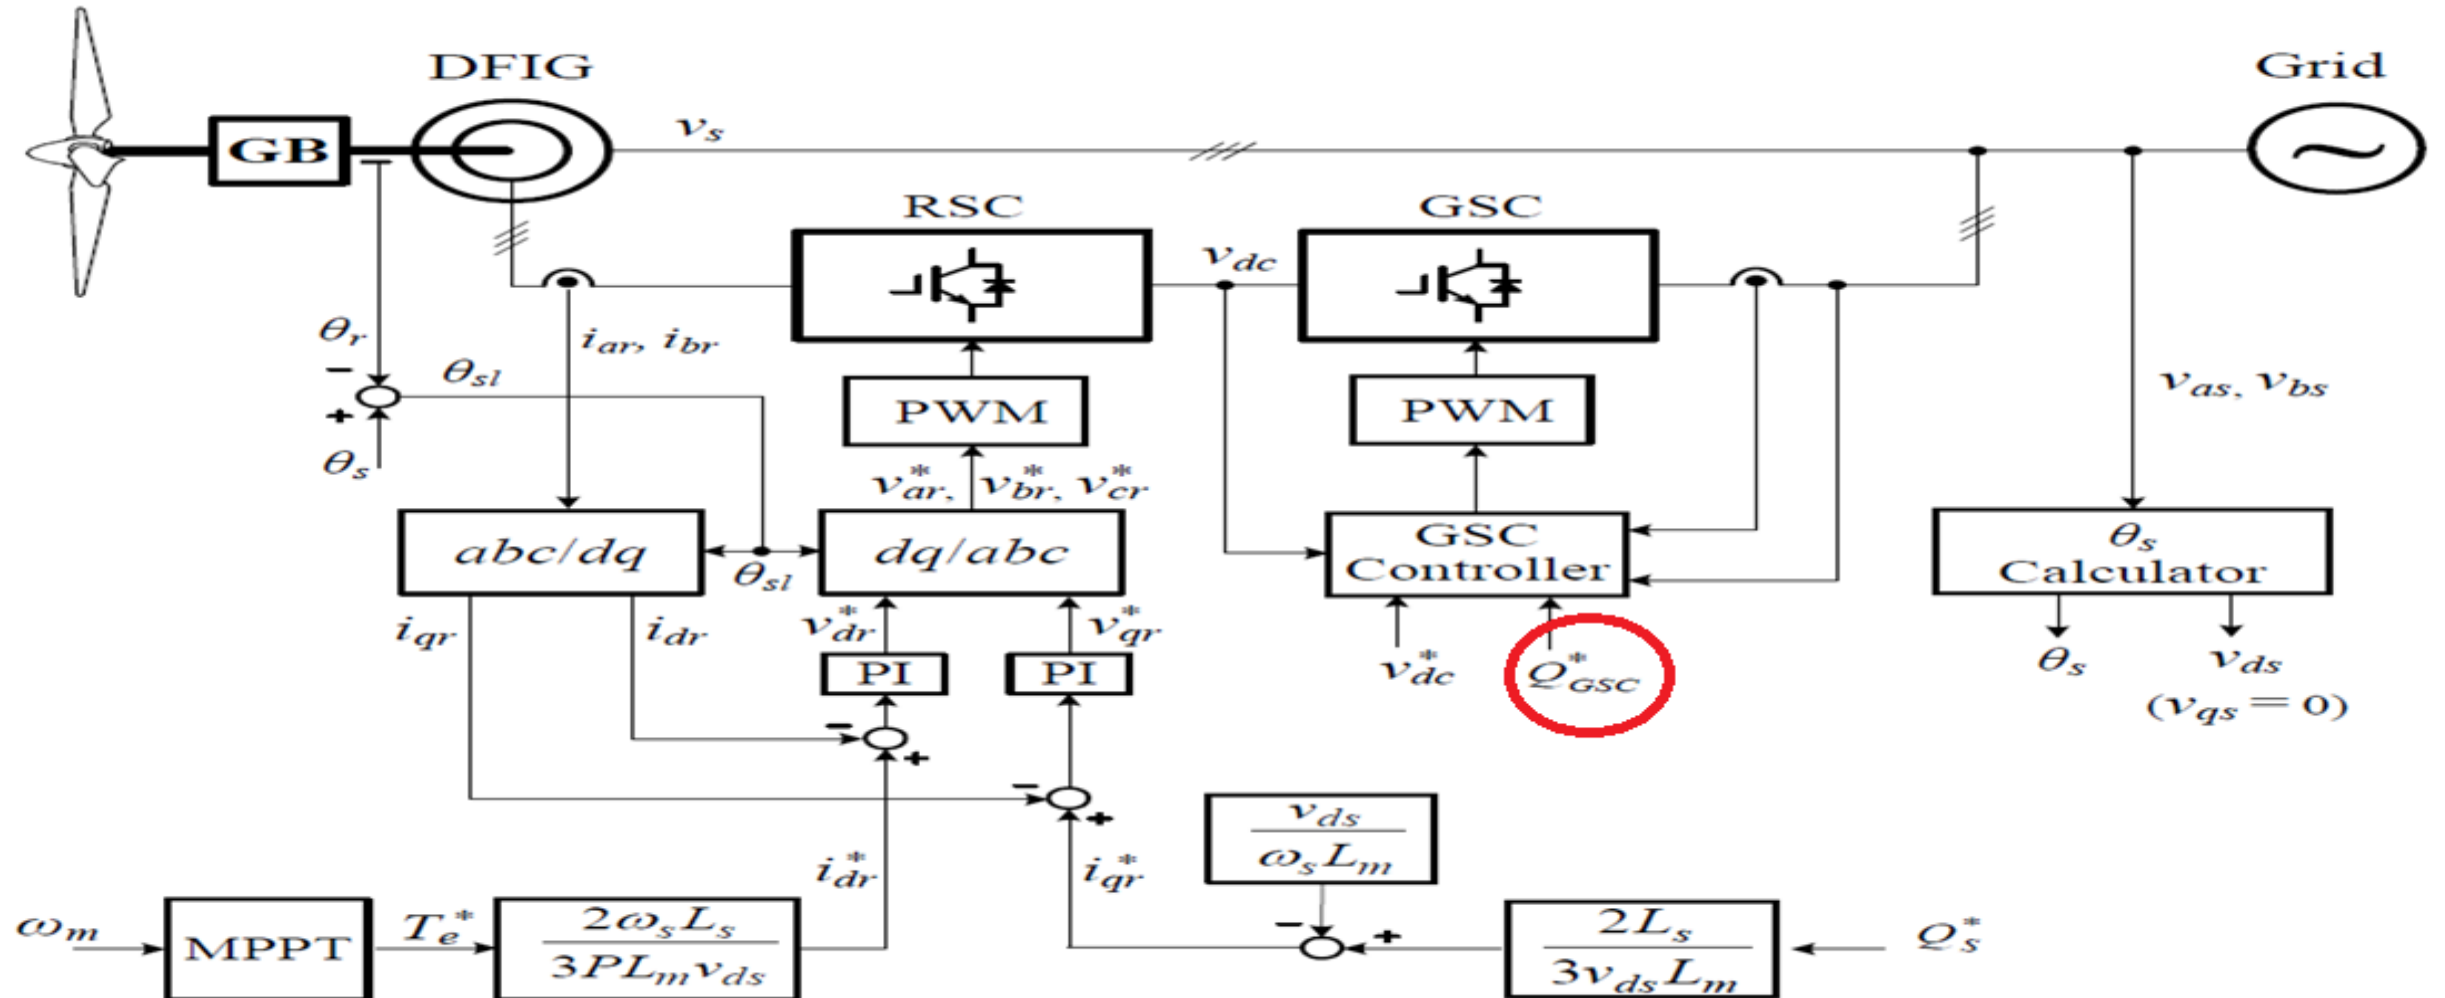 DFIG
Grid
GB
v_s
RSC
GSC
v_dc
θ_r
−
+
θ_s
θ_sl
i_ar, i_br
PWM
PWM
v_as, v_bs
v*_ar, v*_br, v*_cr
abc/dq
θ_sl
dq/abc
GSC
Controller
θ_s
Calculator
i_qr
i_dr
v*_dr
v*_qr
PI
PI
v*_dc
Q*_GSC
θ_s
v_ds
(v_qs = 0)
−
+
−
+
v_ds
ω_s L_m
i*_dr
i*_qr
ω_m
MPPT
T_e*
2ω_s L_s
3PL_m v_ds
−
+
2L_s
3v_ds L_m
Q*_s